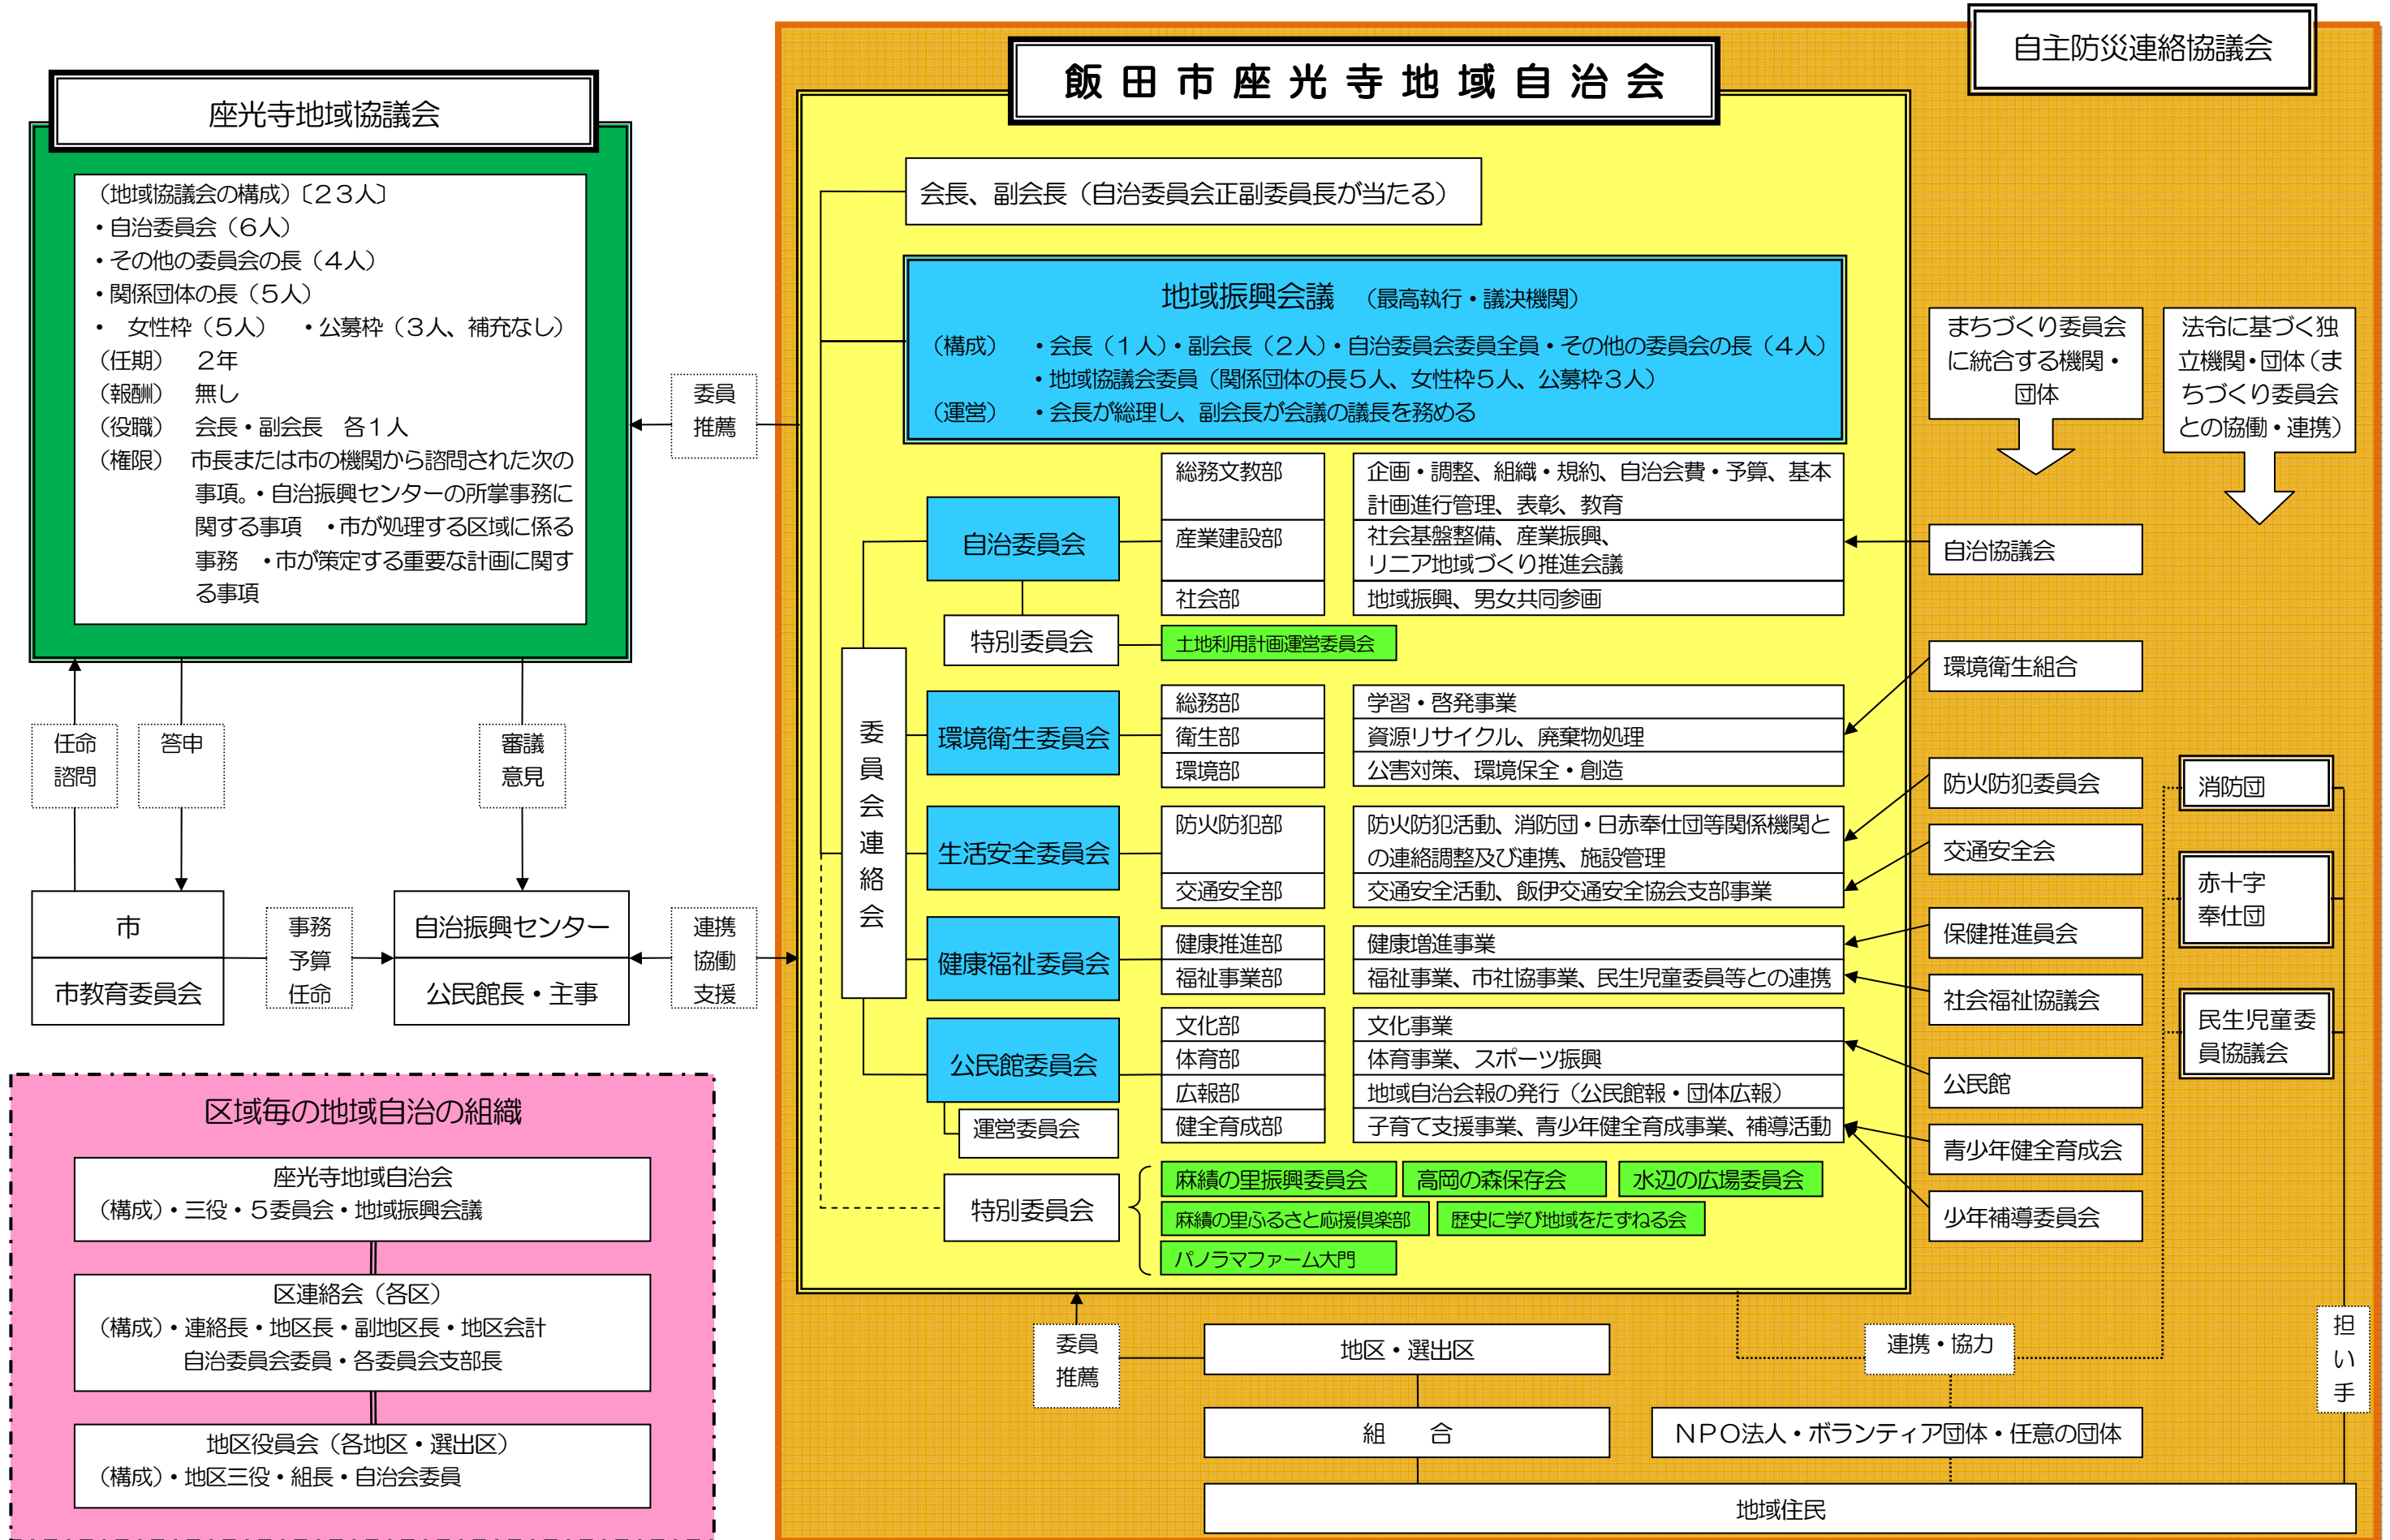 自主防災連絡協議会
飯田市座光寺地域自治会
座光寺地域協議会
（地域協議会の構成）〔２３人〕
・自治委員会（６人）
・その他の委員会の長（４人）
・関係団体の長（５人）
・　女性枠（５人）　・公募枠（３人、補充なし）
（任期）　２年
（報酬）　無し
（役職）　会長・副会長　各１人
（権限）　市長または市の機関から諮問された次の
事項。・自治振興センターの所掌事務に
関する事項　・市が処理する区域に係る
事務　・市が策定する重要な計画に関す
る事項
任命
諮問
答申
審議
意見
市
市教育委員会
事務
予算
任命
自治振興センター
公民館長・主事
委員
推薦
連携
協働
支援
区域毎の地域自治の組織
座光寺地域自治会
（構成）・三役・５委員会・地域振興会議
区連絡会（各区）
（構成）・連絡長・地区長・副地区長・地区会計
自治委員会委員・各委員会支部長
地区役員会（各地区・選出区）
（構成）・地区三役・組長・自治会委員
会長、副会長（自治委員会正副委員長が当たる）
地域振興会議　（最高執行・議決機関）
（構成）　・会長（１人）・副会長（２人）・自治委員会委員全員・その他の委員会の長（４人）
・地域協議会委員（関係団体の長５人、女性枠５人、公募枠３人）
（運営）　・会長が総理し、副会長が会議の議長を務める
委員会連絡会
自治委員会
総務文教部
企画・調整、組織・規約、自治会費・予算、基本
計画進行管理、表彰、教育
産業建設部
社会基盤整備、産業振興、
リニア地域づくり推進会議
社会部
地域振興、男女共同参画
特別委員会
土地利用計画運営委員会
環境衛生委員会
総務部
学習・啓発事業
衛生部
資源リサイクル、廃棄物処理
環境部
公害対策、環境保全・創造
生活安全委員会
防火防犯部
防火防犯活動、消防団・日赤奉仕団等関係機関と
の連絡調整及び連携、施設管理
交通安全部
交通安全活動、飯伊交通安全協会支部事業
健康福祉委員会
健康推進部
健康増進事業
福祉事業部
福祉事業、市社協事業、民生児童委員等との連携
公民館委員会
文化部
文化事業
体育部
体育事業、スポーツ振興
広報部
地域自治会報の発行（公民館報・団体広報）
健全育成部
子育て支援事業、青少年健全育成事業、補導活動
運営委員会
特別委員会
麻績の里振興委員会
高岡の森保存会
水辺の広場委員会
麻績の里ふるさと応援倶楽部
歴史に学び地域をたずねる会
パノラマファーム大門
まちづくり委員会
に統合する機関・
団体
法令に基づく独
立機関・団体（ま
ちづくり委員会
との協働・連携）
自治協議会
環境衛生組合
防火防犯委員会
交通安全会
保健推進員会
社会福祉協議会
公民館
青少年健全育成会
少年補導委員会
消防団
赤十字
奉仕団
民生児童委
員協議会
委員
推薦
地区・選出区
組　合
連携・協力
ＮＰＯ法人・ボランティア団体・任意の団体
担い手
地域住民